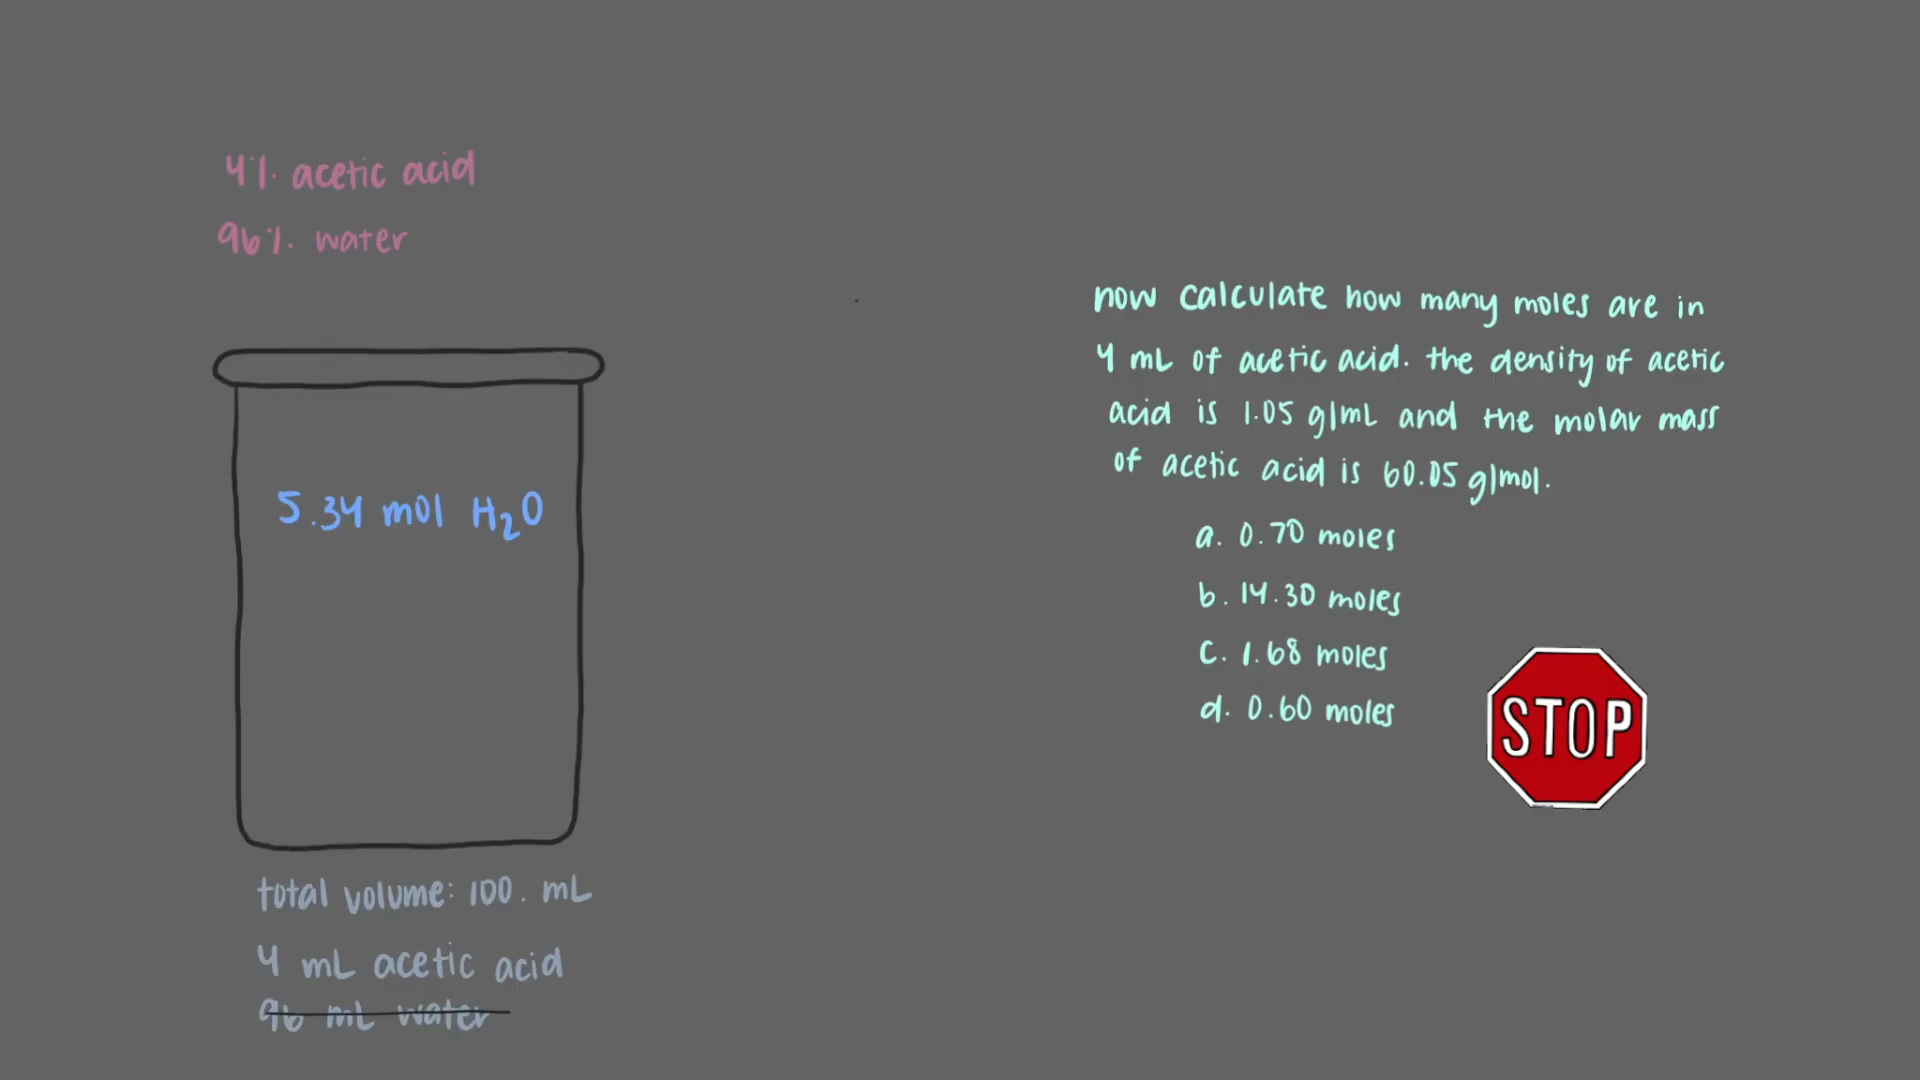 4% acetic acid
96% water
5.34 mol H₂O
total volume: 100. mL
4 mL acetic acid
96 mL water
now calculate how many moles are in
4 mL of acetic acid. the density of acetic
acid is 1.05 g/mL and the molar mass
of acetic acid is 60.05 g/mol.
a. 0.70 moles
b. 14.30 moles
c. 1.68 moles
d. 0.60 moles
STOP